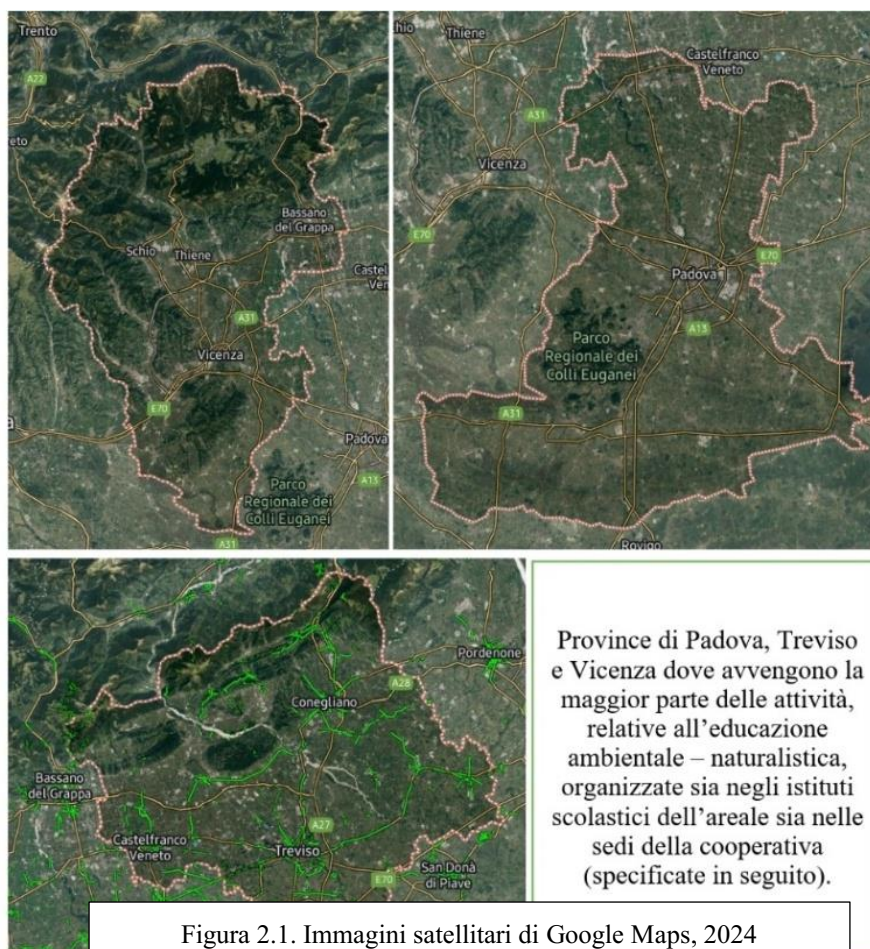 Trento
A22
eto
Bassano
del Grappa
Schio
Thiene
Castel
Ven
A31
Vicenza
E70
Padova
A13
Parco
Regionale dei
Colli Euganei
A31
hio
Thiene
Castelfranco
Veneto
A31
Vicenza
E70
E70
Padova
A13
Parco
Regionale dei
Colli Euganei
A31
Rovigo
Pordenone
A28
Conegliano
Bassano
del Grappa
A27
Castelfranco
Veneto
Treviso
E70
San Donà
di Piave
Province di Padova, Treviso
e Vicenza dove avvengono la
maggior parte delle attività,
relative all’educazione
ambientale – naturalistica,
organizzate sia negli istituti
scolastici dell’areale sia nelle
sedi della cooperativa
(specificate in seguito).
Figura 2.1. Immagini satellitari di Google Maps, 2024